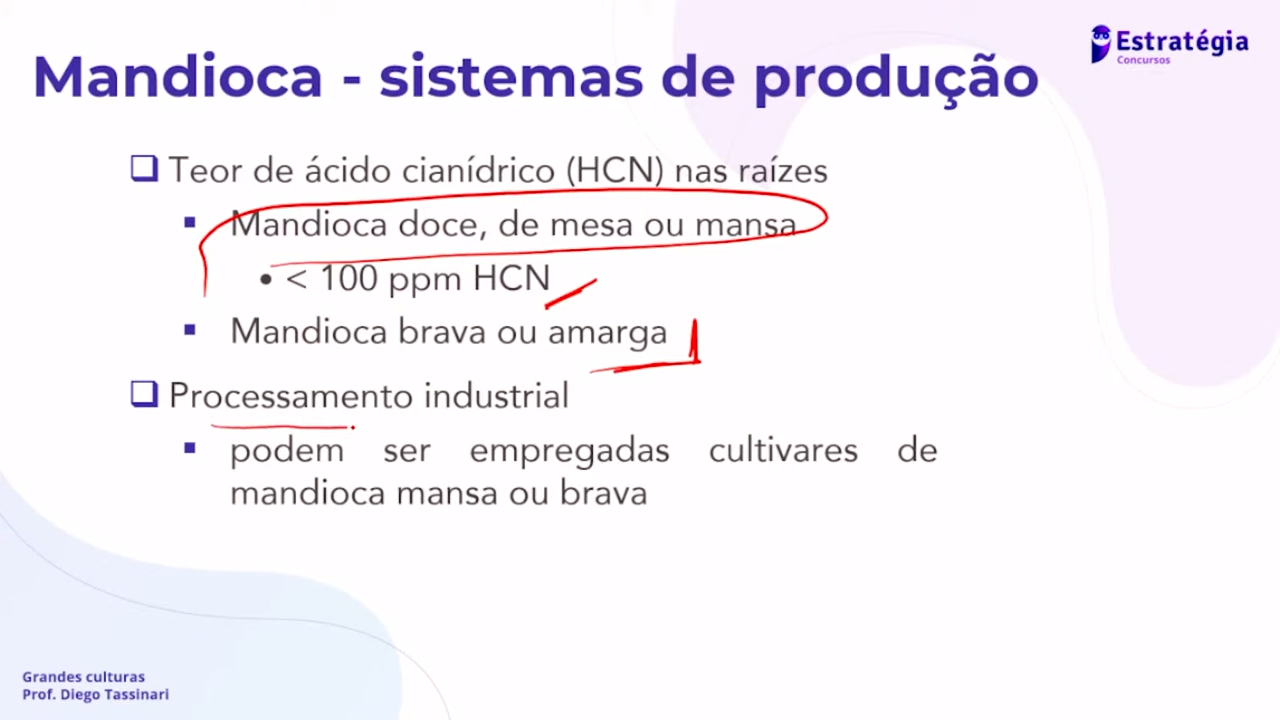 Estratégia
Concursos
Mandioca - sistemas de produção
Teor de ácido cianídrico (HCN) nas raízes
Mandioca doce, de mesa ou mansa
< 100 ppm HCN
Mandioca brava ou amarga
Processamento industrial
podem ser empregadas cultivares de
mandioca mansa ou brava
Grandes culturas
Prof. Diego Tassinari